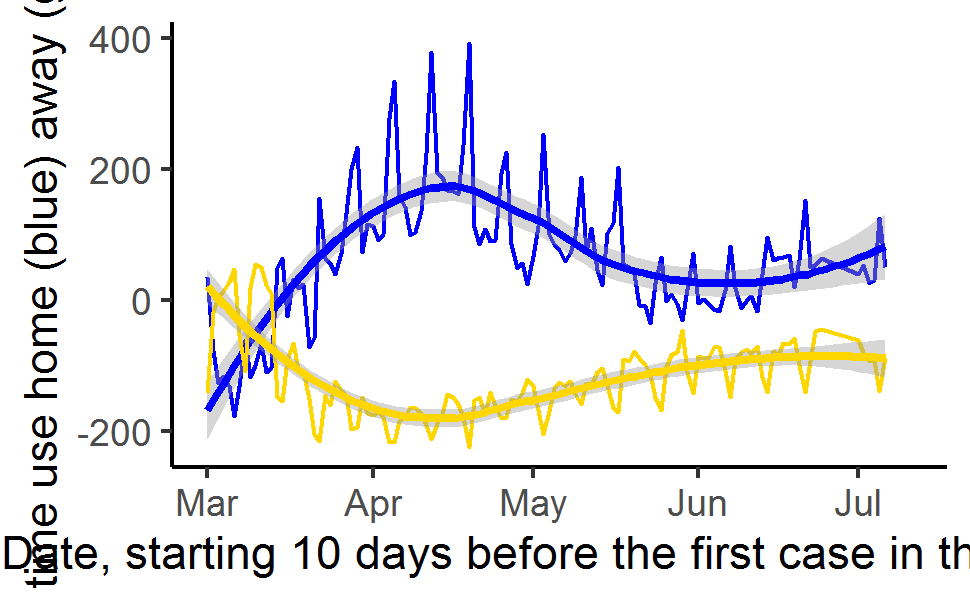 time use home (blue) away (
400
200
0
-200
Mar Apr May Jun Jul
Date, starting 10 days before the first case in th